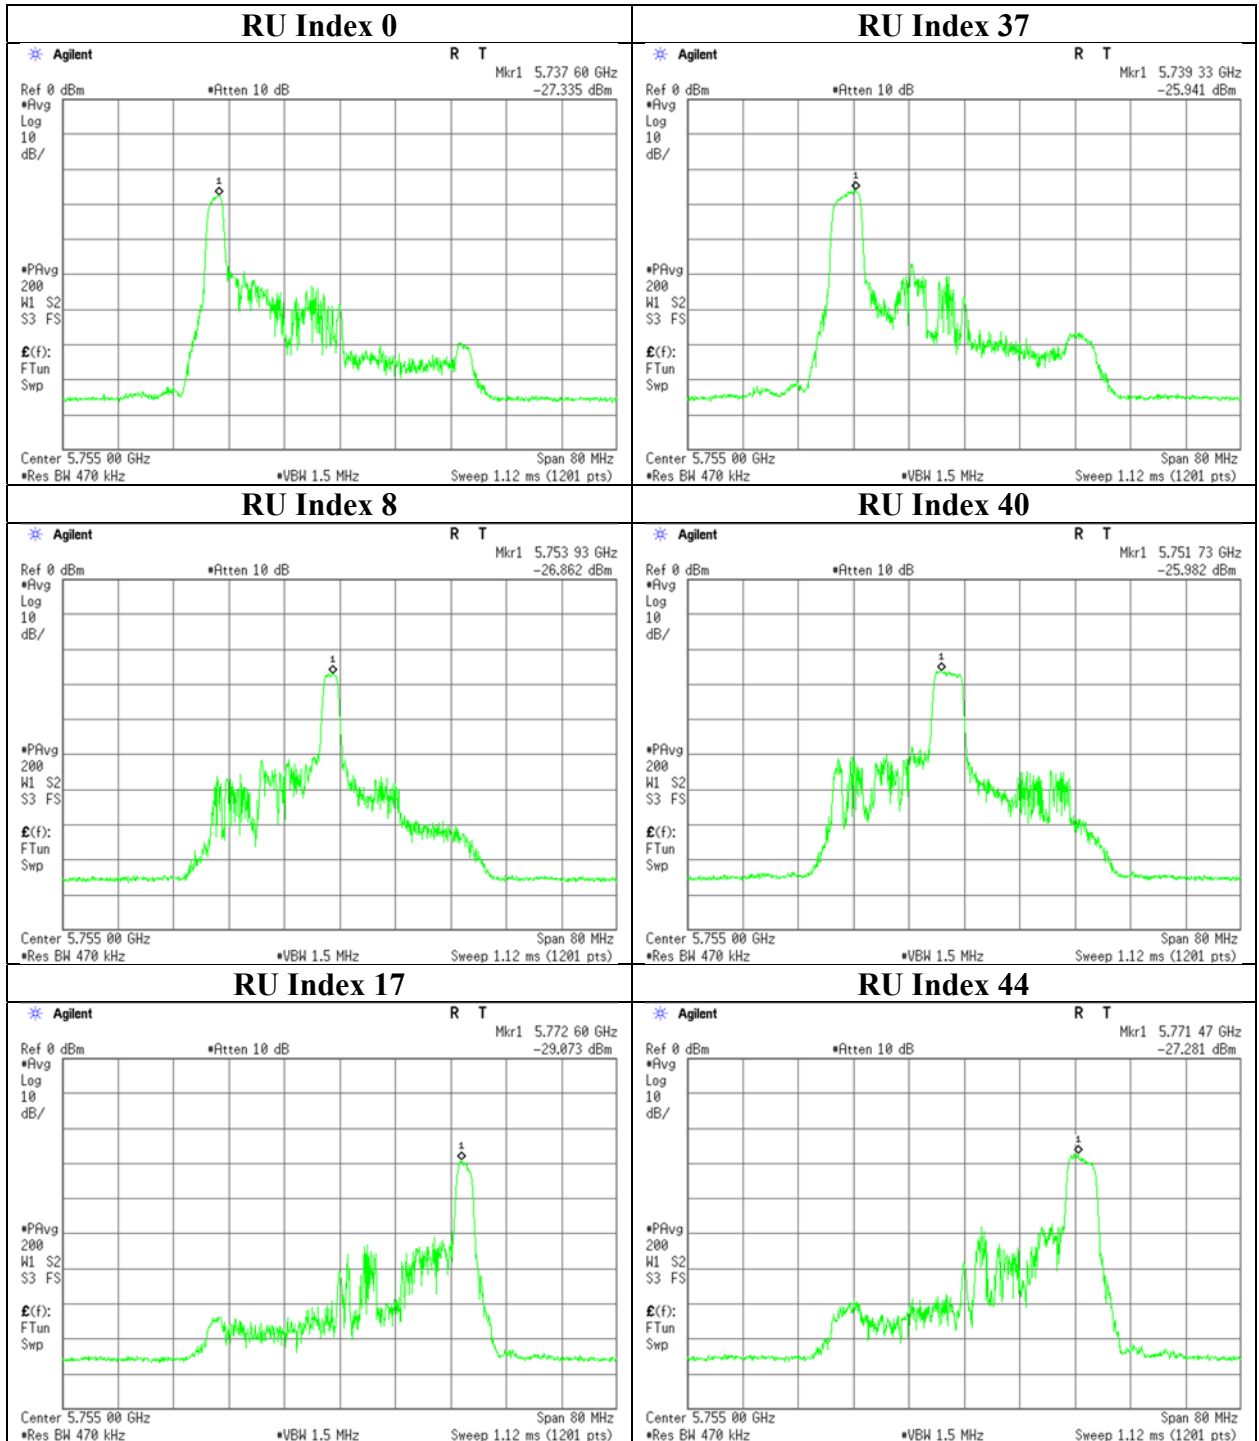 RU Index 0
Agilent R T
Mkr1 5.737 60 GHz
Ref 0 dBm *Atten 10 dB -27.335 dBm
*Avg
Log
10
dB/
1
*PAvg
200
W1 S2
S3 FS
£(f):
FTun
Swp
Center 5.755 00 GHz Span 80 MHz
*Res BW 470 kHz *VBW 1.5 MHz Sweep 1.12 ms (1201 pts)
RU Index 37
Agilent R T
Mkr1 5.739 33 GHz
Ref 0 dBm *Atten 10 dB -25.941 dBm
*Avg
Log
10
dB/
1
*PAvg
200
W1 S2
S3 FS
£(f):
FTun
Swp
Center 5.755 00 GHz Span 80 MHz
*Res BW 470 kHz *VBW 1.5 MHz Sweep 1.12 ms (1201 pts)
RU Index 8
Agilent R T
Mkr1 5.753 93 GHz
Ref 0 dBm *Atten 10 dB -26.862 dBm
*Avg
Log
10
dB/
1
*PAvg
200
W1 S2
S3 FS
£(f):
FTun
Swp
Center 5.755 00 GHz Span 80 MHz
*Res BW 470 kHz *VBW 1.5 MHz Sweep 1.12 ms (1201 pts)
RU Index 40
Agilent R T
Mkr1 5.751 73 GHz
Ref 0 dBm *Atten 10 dB -25.982 dBm
*Avg
Log
10
dB/
1
*PAvg
200
W1 S2
S3 FS
£(f):
FTun
Swp
Center 5.755 00 GHz Span 80 MHz
*Res BW 470 kHz *VBW 1.5 MHz Sweep 1.12 ms (1201 pts)
RU Index 17
Agilent R T
Mkr1 5.772 60 GHz
Ref 0 dBm *Atten 10 dB -29.073 dBm
*Avg
Log
10
dB/
1
*PAvg
200
W1 S2
S3 FS
£(f):
FTun
Swp
Center 5.755 00 GHz Span 80 MHz
*Res BW 470 kHz *VBW 1.5 MHz Sweep 1.12 ms (1201 pts)
RU Index 44
Agilent R T
Mkr1 5.771 47 GHz
Ref 0 dBm *Atten 10 dB -27.281 dBm
*Avg
Log
10
dB/
1
*PAvg
200
W1 S2
S3 FS
£(f):
FTun
Swp
Center 5.755 00 GHz Span 80 MHz
*Res BW 470 kHz *VBW 1.5 MHz Sweep 1.12 ms (1201 pts)